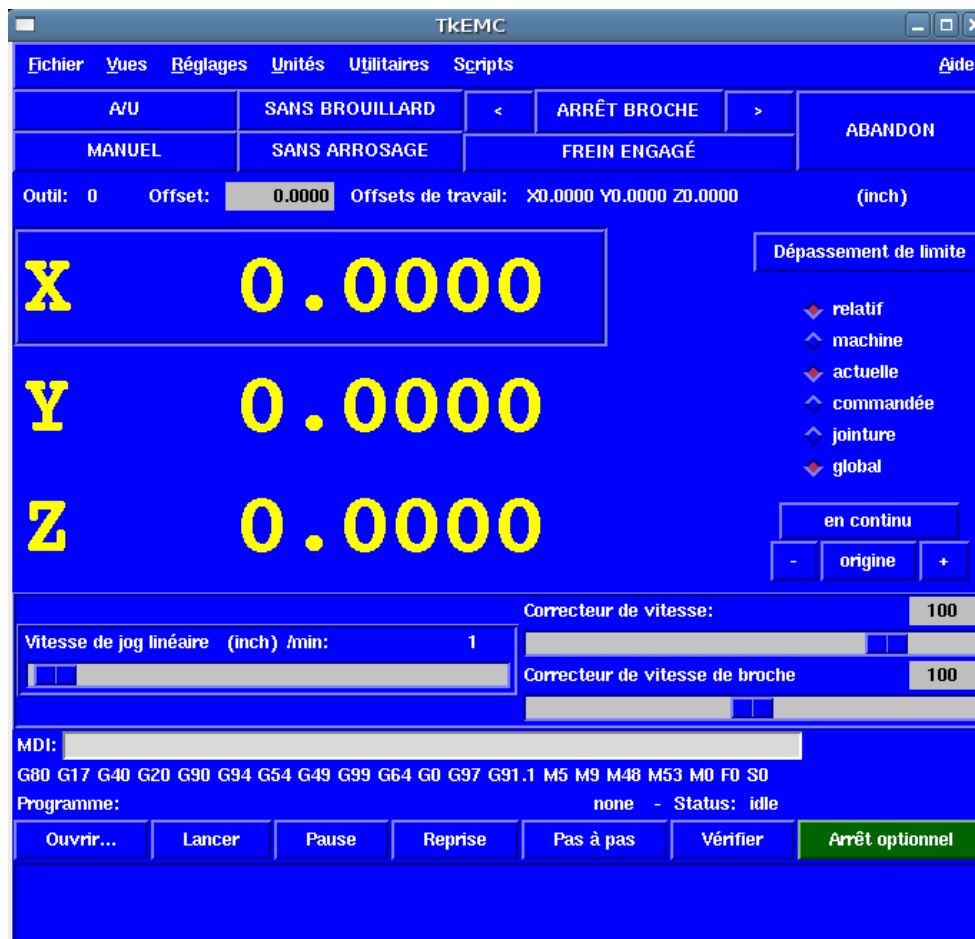 TkEMC
Fichier Vues Réglages Unités Utilitaires Scripts Aide
A/U SANS BROUILLARD < ARRÊT BROCHE > ABANDON
MANUEL SANS ARROSAGE FREIN ENGAGÉ
Outil: 0 Offset: 0.0000 Offsets de travail: X0.0000 Y0.0000 Z0.0000 (inch)
X 0.0000
Dépassement de limite
relatif
machine
Y 0.0000
actuelle
commandée
jointure
global
Z 0.0000
en continu
- origine +
Correcteur de vitesse: 100
Vitesse de jog linéaire (inch) /min: 1
Correcteur de vitesse de broche 100
MDI:
G80 G17 G40 G20 G90 G94 G54 G49 G99 G64 G0 G97 G91.1 M5 M9 M48 M53 M0 F0 S0
Programme: none - Status: idle
Ouvrir... Lancer Pause Reprise Pas à pas Vérifier Arrêt optionnel